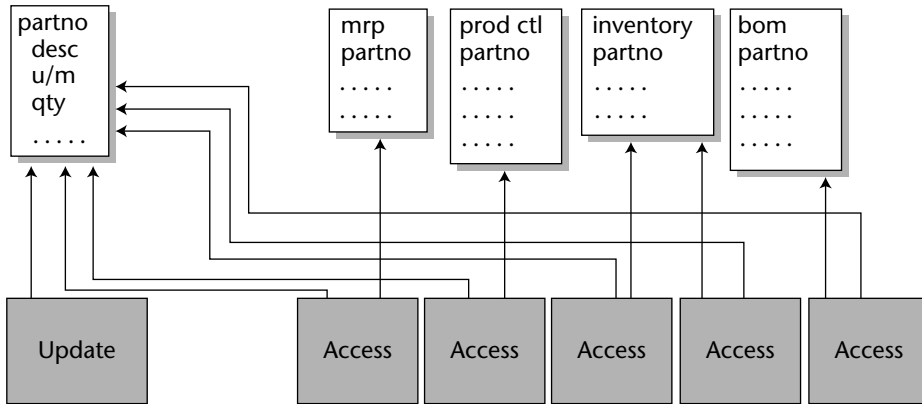 partno
desc
u/m
qty
. . . . .
mrp
partno
. . . . .
. . . . .
prod ctl
partno
. . . . .
. . . . .
. . . . .
inventory
partno
. . . . .
. . . . .
bom
partno
. . . . .
. . . . .
. . . . .
Update
Access
Access
Access
Access
Access